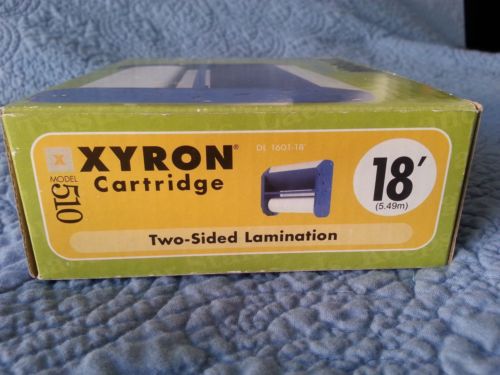 X XYRON®
DL 1601-18'
MODEL 510
Cartridge
18'
(5.49m)
Two-Sided Lamination